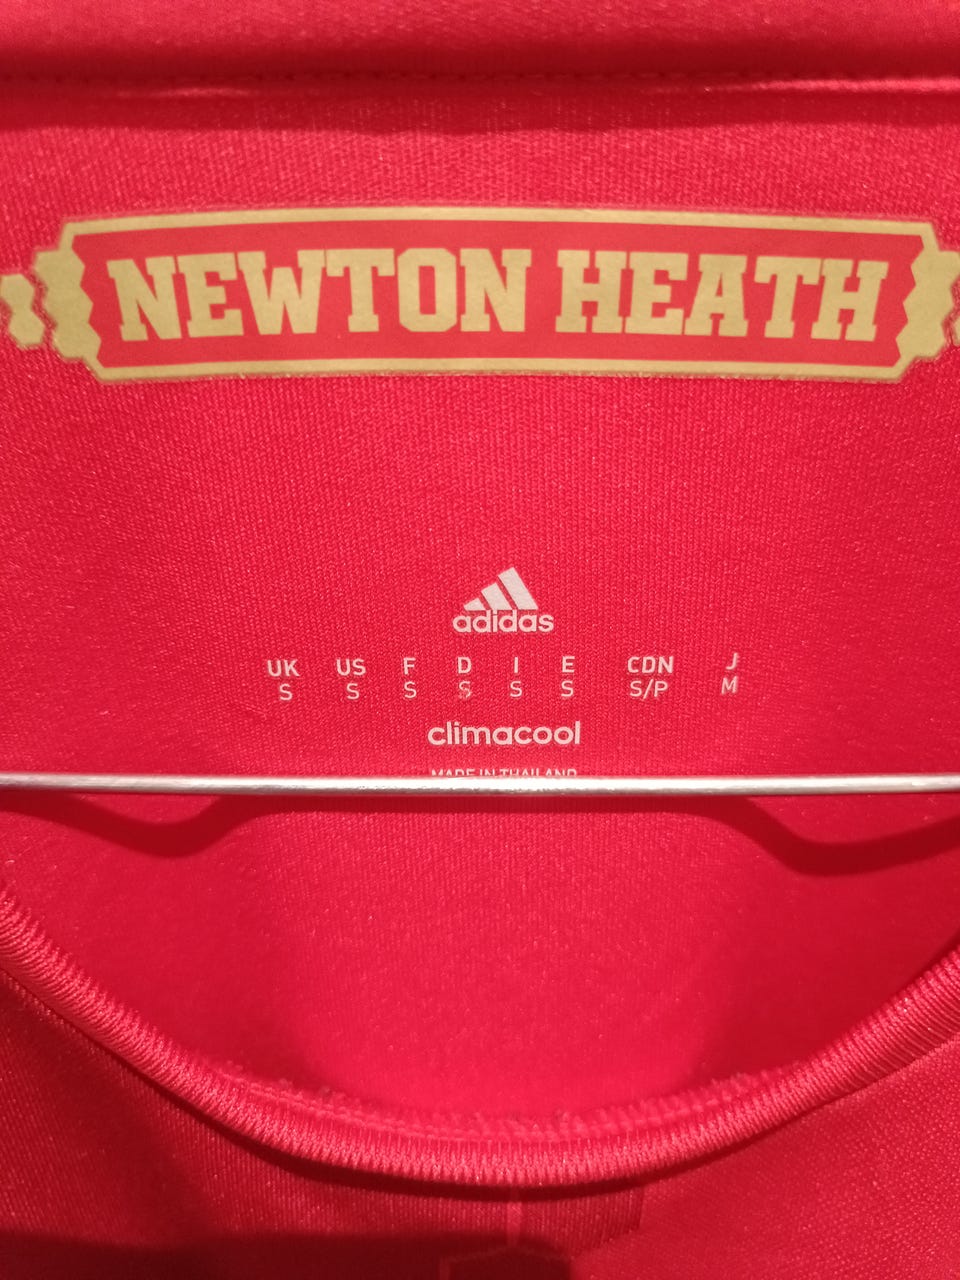 NEWTON HEATH
adidas
UK US F D I E CDN J
S S S S S S S/P M
climacool
MADE IN THAILAND